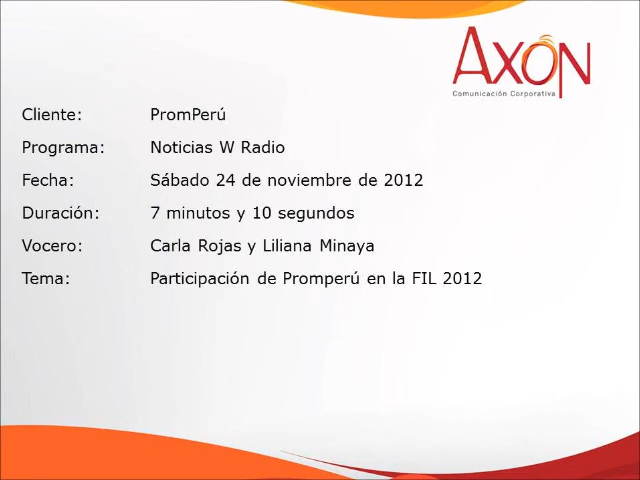 AXÓN
Comunicación Corporativa
Cliente: PromPerú
Programa: Noticias W Radio
Fecha: Sábado 24 de noviembre de 2012
Duración: 7 minutos y 10 segundos
Vocero: Carla Rojas y Liliana Minaya
Tema: Participación de Promperú en la FIL 2012